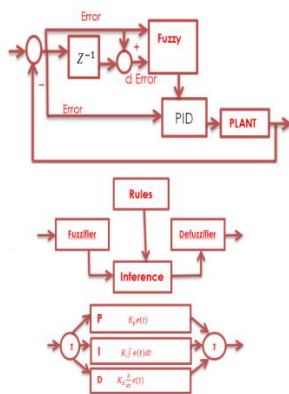 Error
Fuzzy
Z⁻¹
+
d Error
−
Error
PID
PLANT
Rules
Fuzzifier
Defuzzifier
Inference
P K_p e(t)
Σ I K_i ∫ e(t)dt Σ
D K_d d/dt e(t)